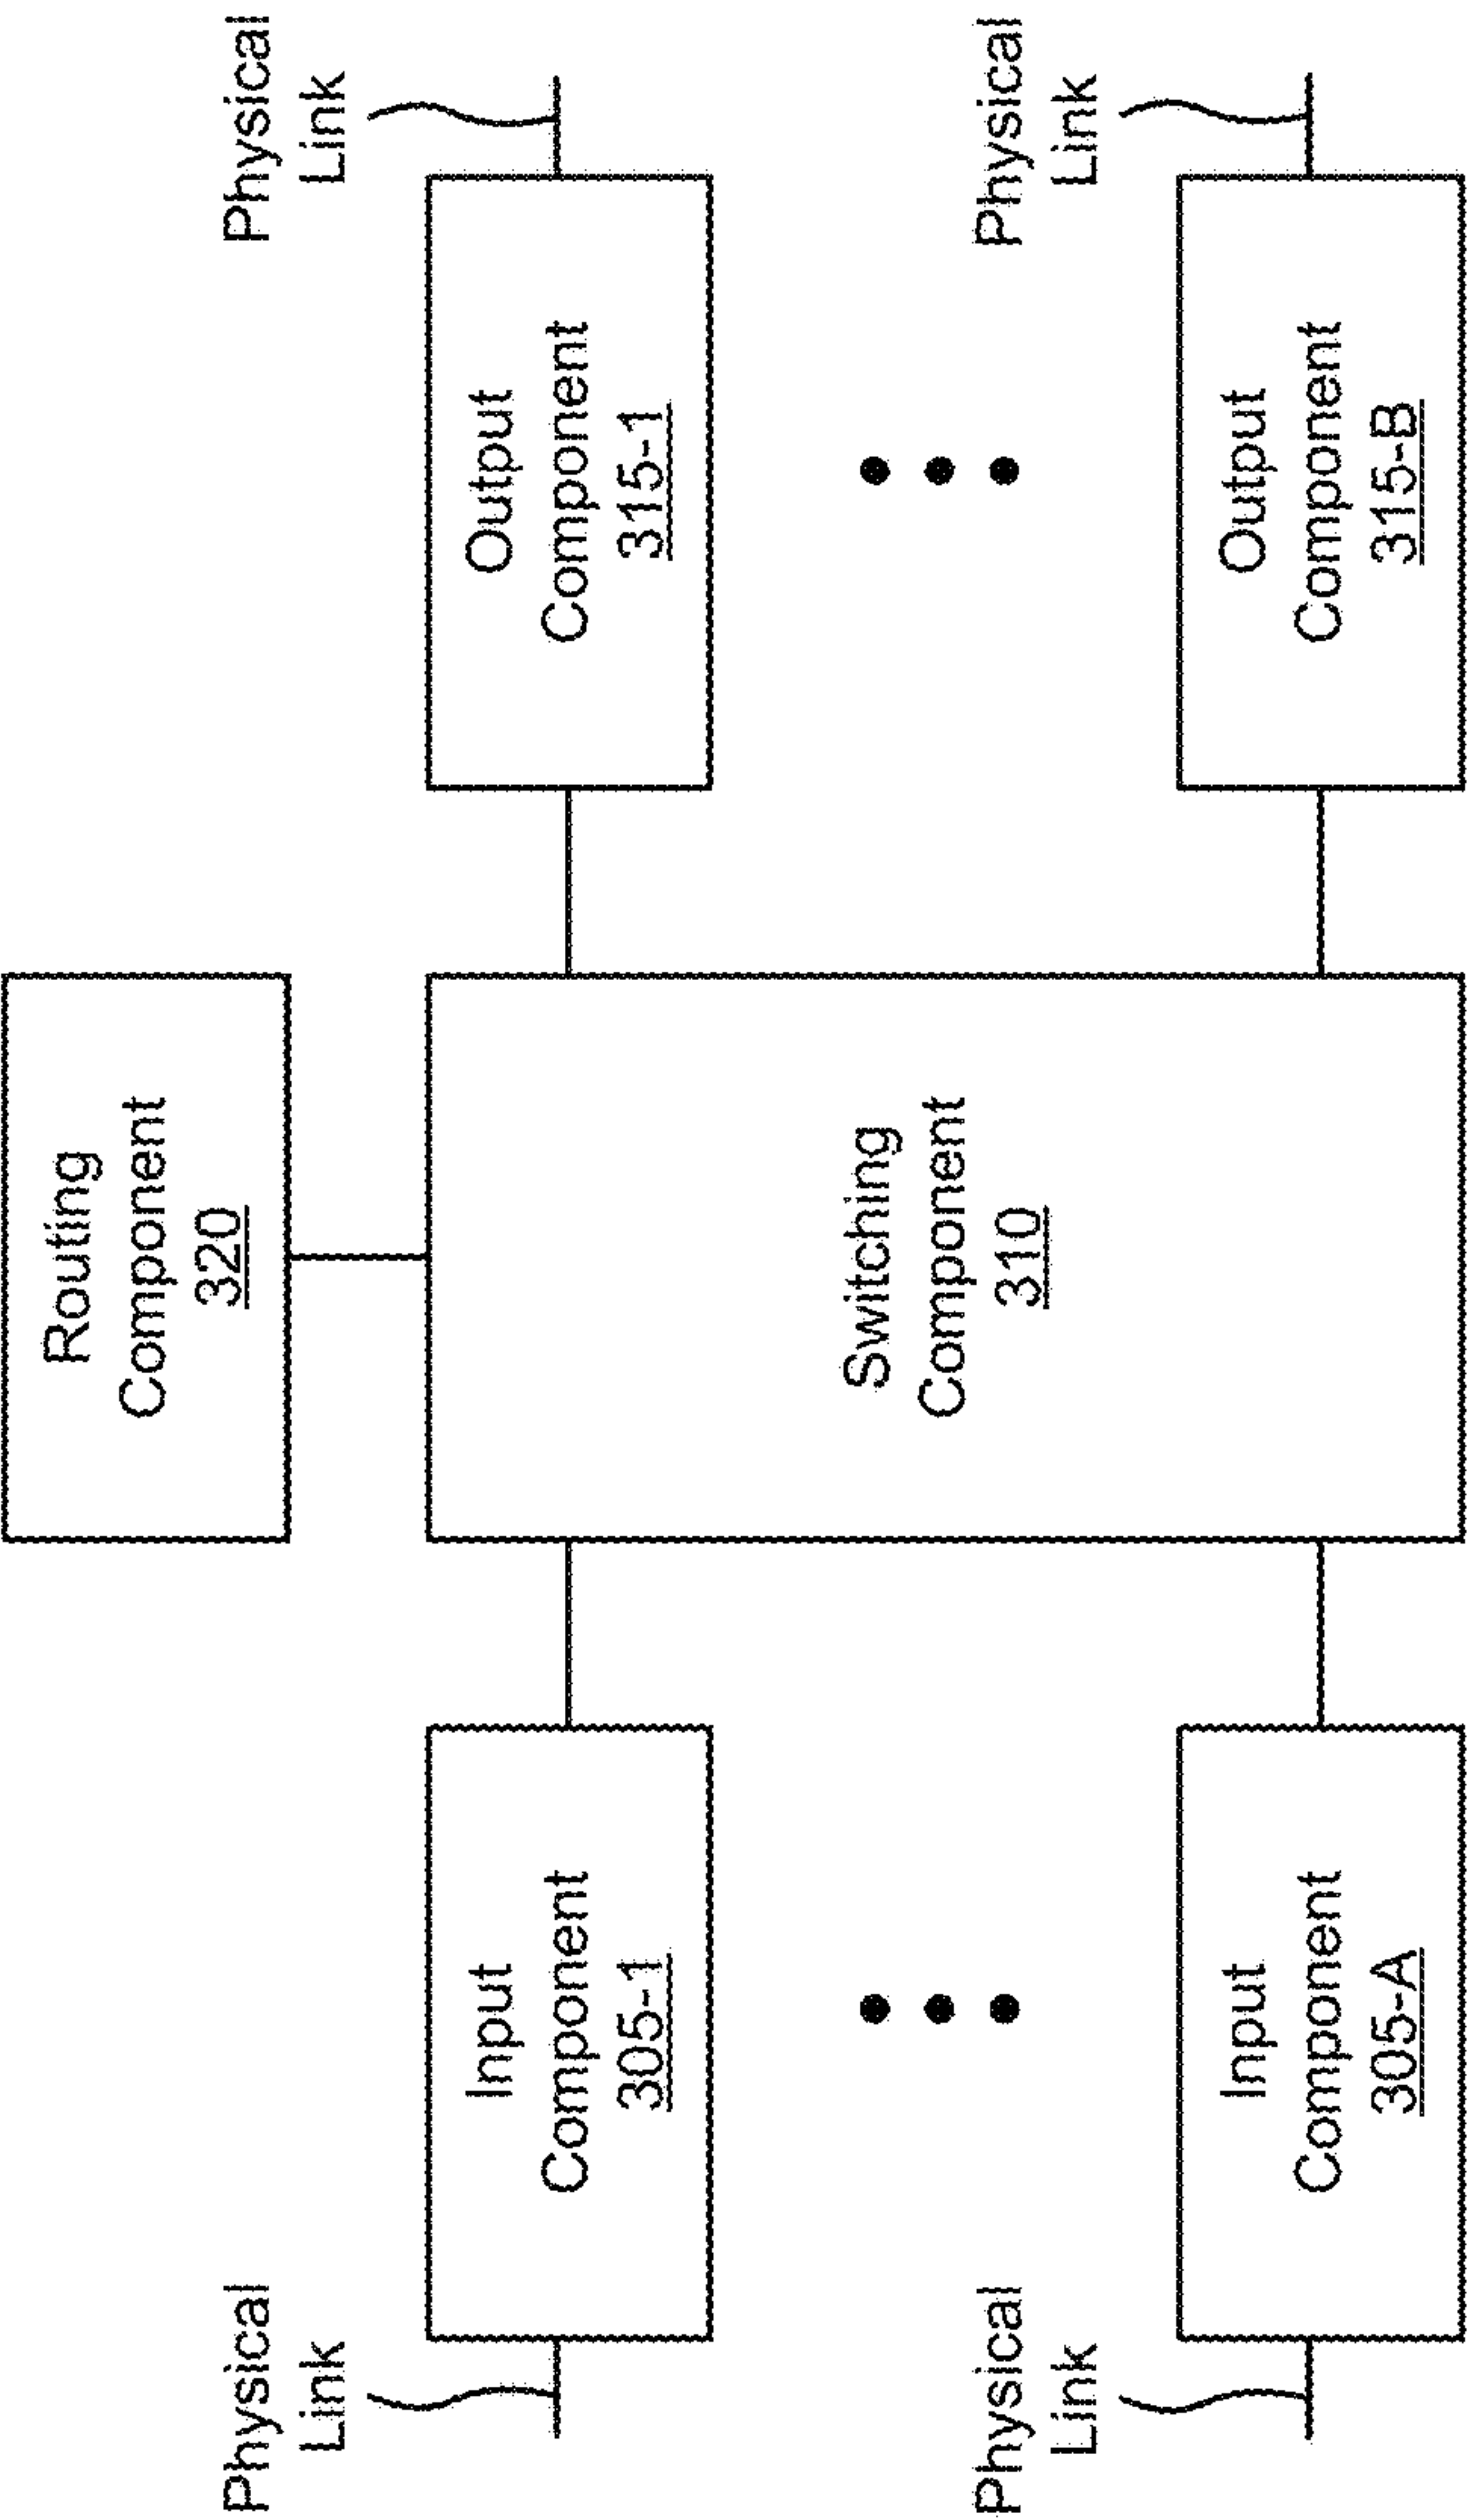 Routing
Component
320
Physical
Link
Input
Component
305-1
Switching
Component
310
Output
Component
315-1
Physical
Link
Physical
Link
Input
Component
305-A
Output
Component
315-B
Physical
Link